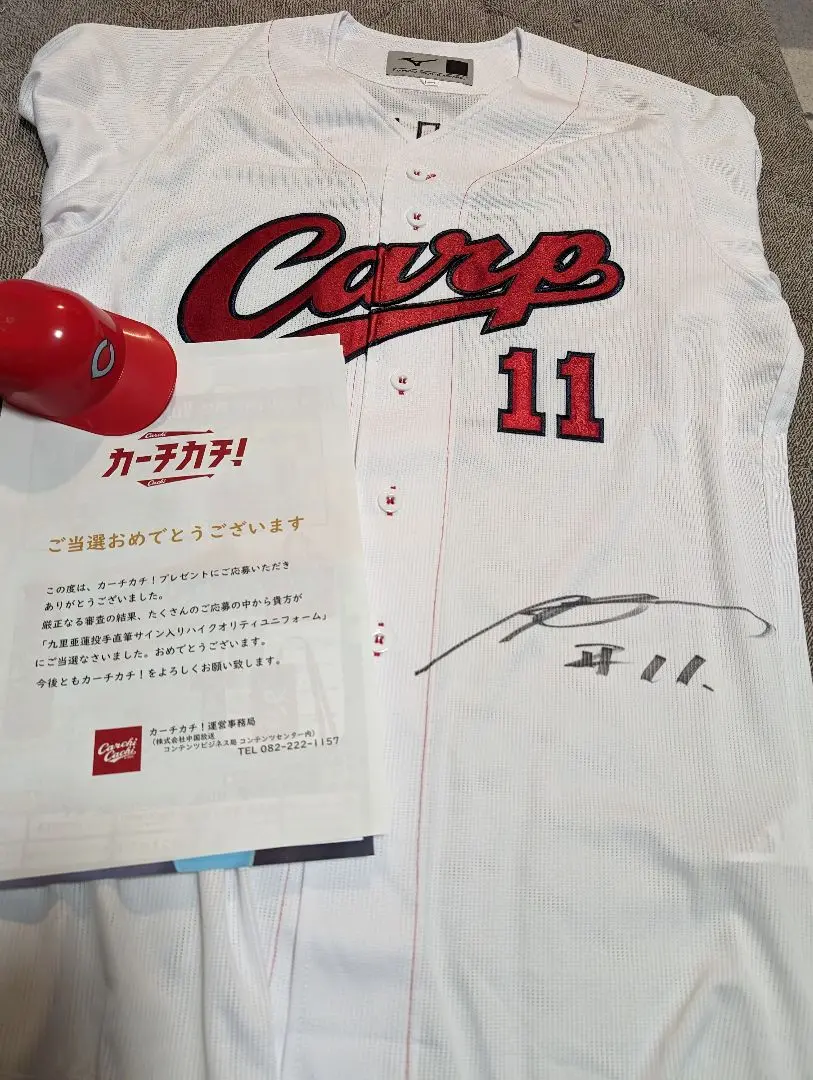 Carp
11
#11.
Carchi
カーチカチ!
Cachi
ご当選おめでとうございます
この度は、カーチカチ!プレゼントにご応募いただき
ありがとうございました。
厳正なる審査の結果、たくさんのご応募の中から貴方が
「九里亜蓮投手直筆サイン入りハイクオリティユニフォーム」
にご当選なさいました。おめでとうございます。
今後ともカーチカチ!をよろしくお願い致します。
Carchi
Cachi
カーチカチ!運営事務局
(株式会社中国放送
コンテンツビジネス局 コンテンツセンター内)
TEL 082-222-1157